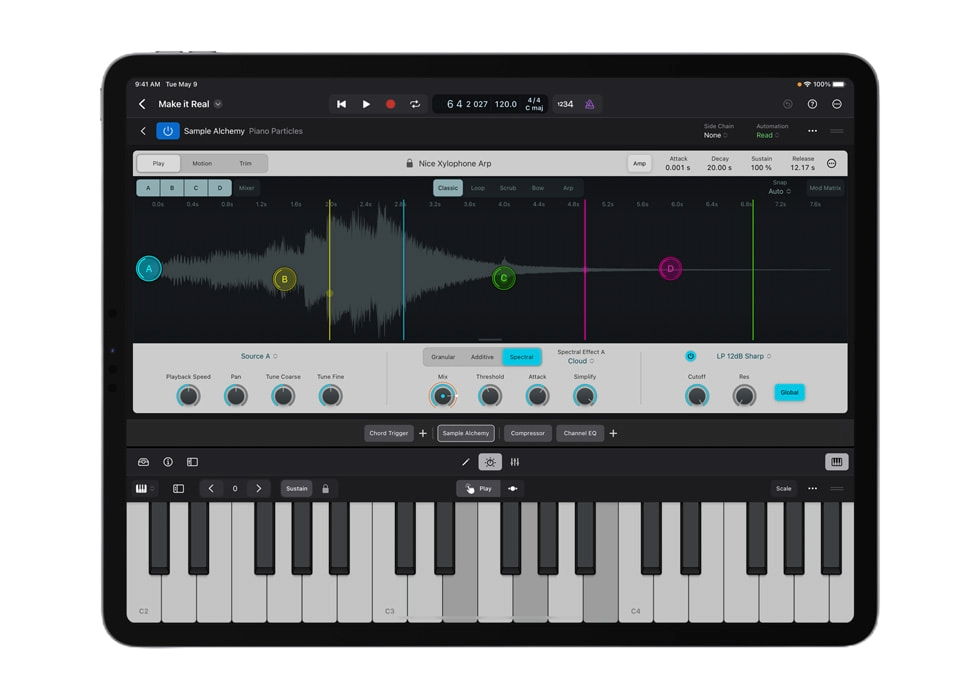 9:41 AM Tue May 9 100%
Make it Real 6 4 2 027 120.0 4/4 C maj 1234
Sample Alchemy Piano Particles Side Chain None Automation Read
Play Motion Trim Nice Xylophone Arp Amp Attack 0.001 s Decay 20.00 s Sustain 100 % Release 12.17 s
A B C D Mixer Classic Loop Scrub Bow Arp Snap Auto Mod Matrix
0.0s 0.4s 0.8s 1.2s 1.6s 2.0s 2.4s 2.8s 3.2s 3.6s 4.0s 4.4s 4.8s 5.2s 5.6s 6.0s 6.4s 6.8s 7.2s 7.6s
A B C D
Source A Granular Additive Spectral Spectral Effect A Cloud LP 12dB Sharp
Playback Speed Pan Tune Coarse Tune Fine Mix Threshold Attack Simplify Cutoff Res Global
Chord Trigger Sample Alchemy Compressor Channel EQ
0 Sustain Play Scale
C2 C3 C4